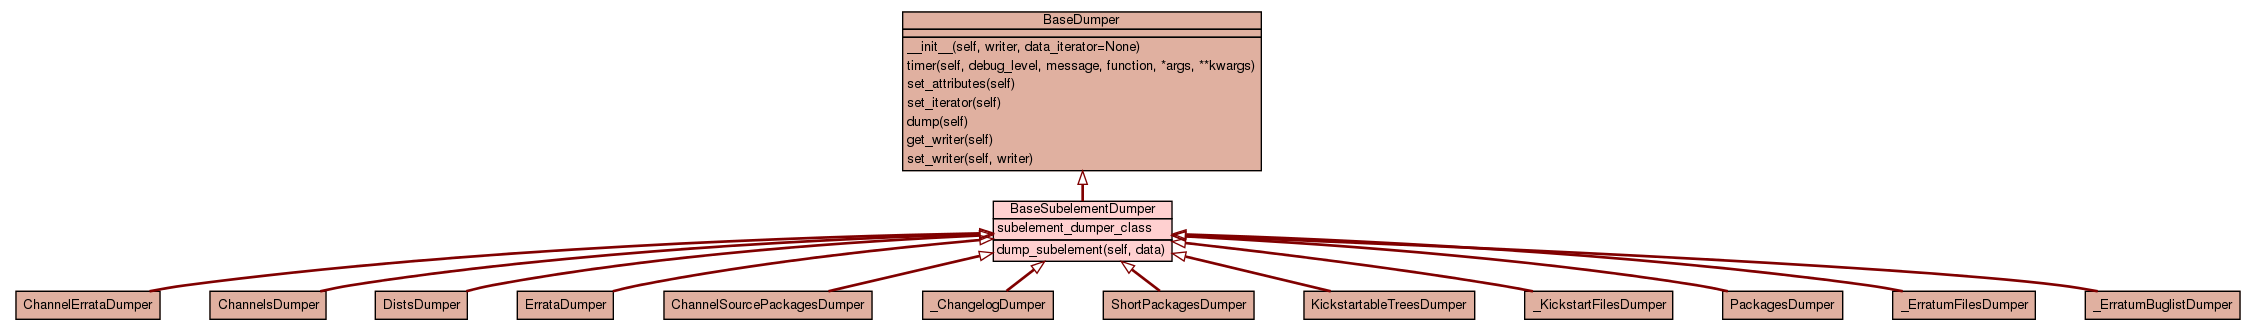 BaseDumper
__init__(self, writer, data_iterator=None)
timer(self, debug_level, message, function, *args, **kwargs)
set_attributes(self)
set_iterator(self)
dump(self)
get_writer(self)
set_writer(self, writer)
BaseSubelementDumper
subelement_dumper_class
dump_subelement(self, data)
ChannelErrataDumper
ChannelsDumper
DistsDumper
ErrataDumper
ChannelSourcePackagesDumper
_ChangelogDumper
ShortPackagesDumper
KickstartableTreesDumper
_KickstartFilesDumper
PackagesDumper
_ErratumFilesDumper
_ErratumBuglistDumper